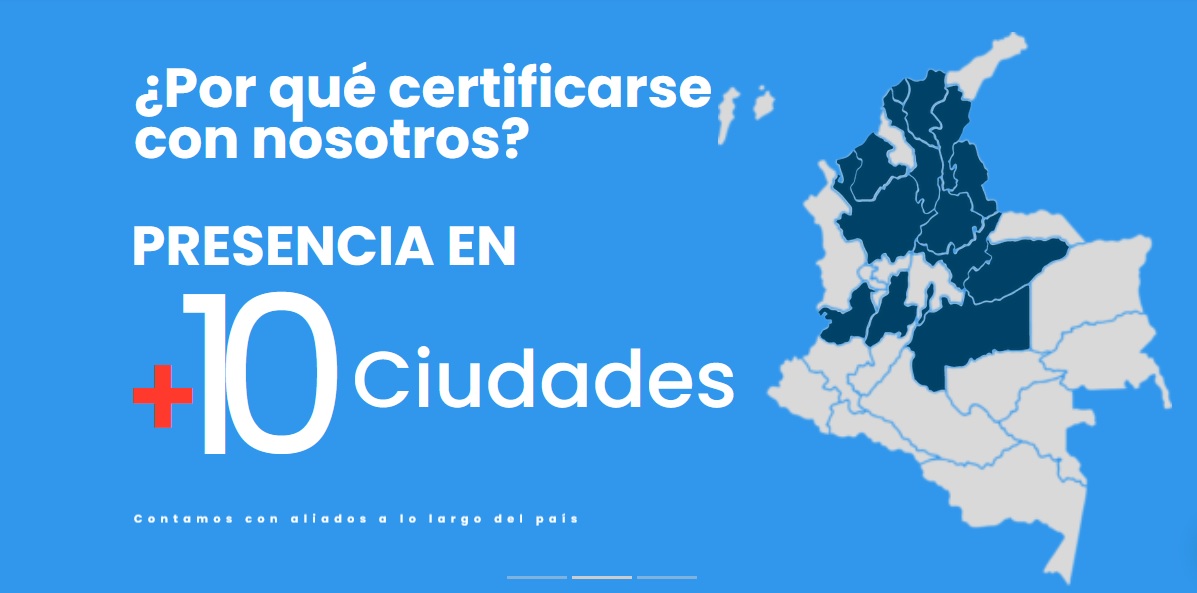 ¿Por qué certificarse
con nosotros?
PRESENCIA EN
+10 Ciudades
Contamos con aliados a lo largo del país